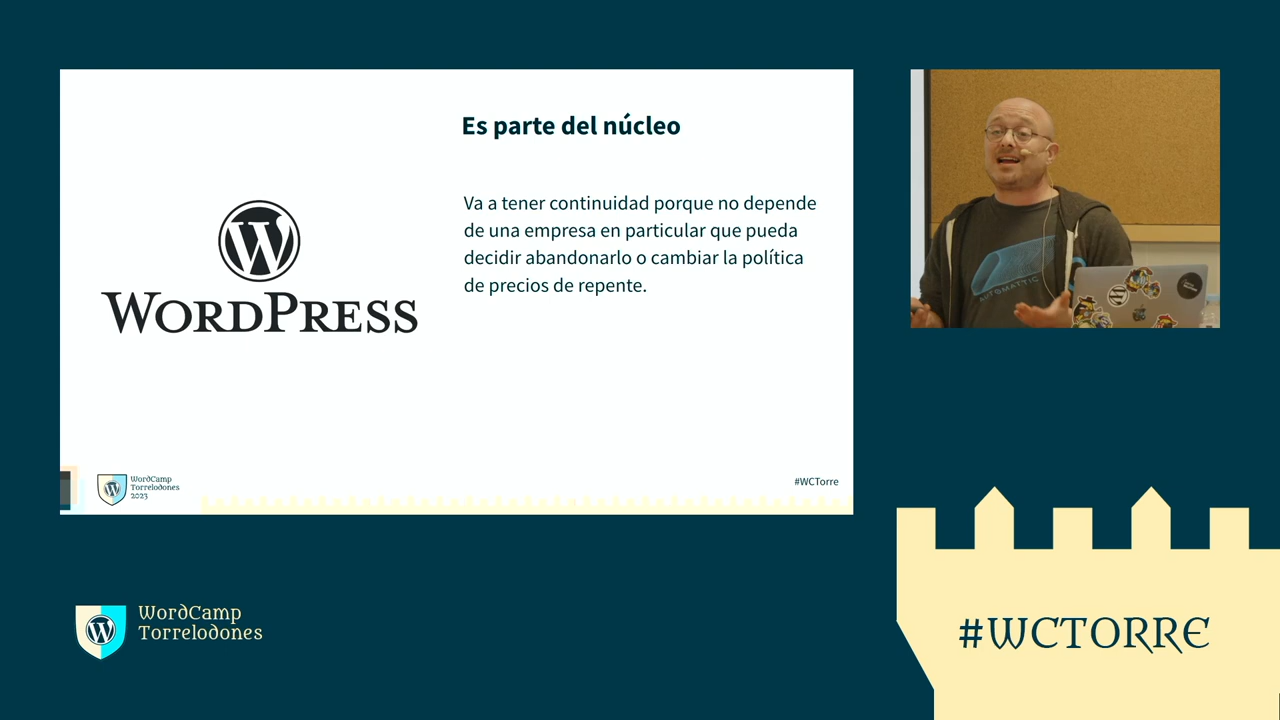 Es parte del núcleo
Va a tener continuidad porque no depende
de una empresa en particular que pueda
decidir abandonarlo o cambiar la política
de precios de repente.
WORDPRESS
WordCamp
Torrelodones
2023
#WCTorre
AUTOMATTIC
WordCamp
Torrelodones
#WCTORRE